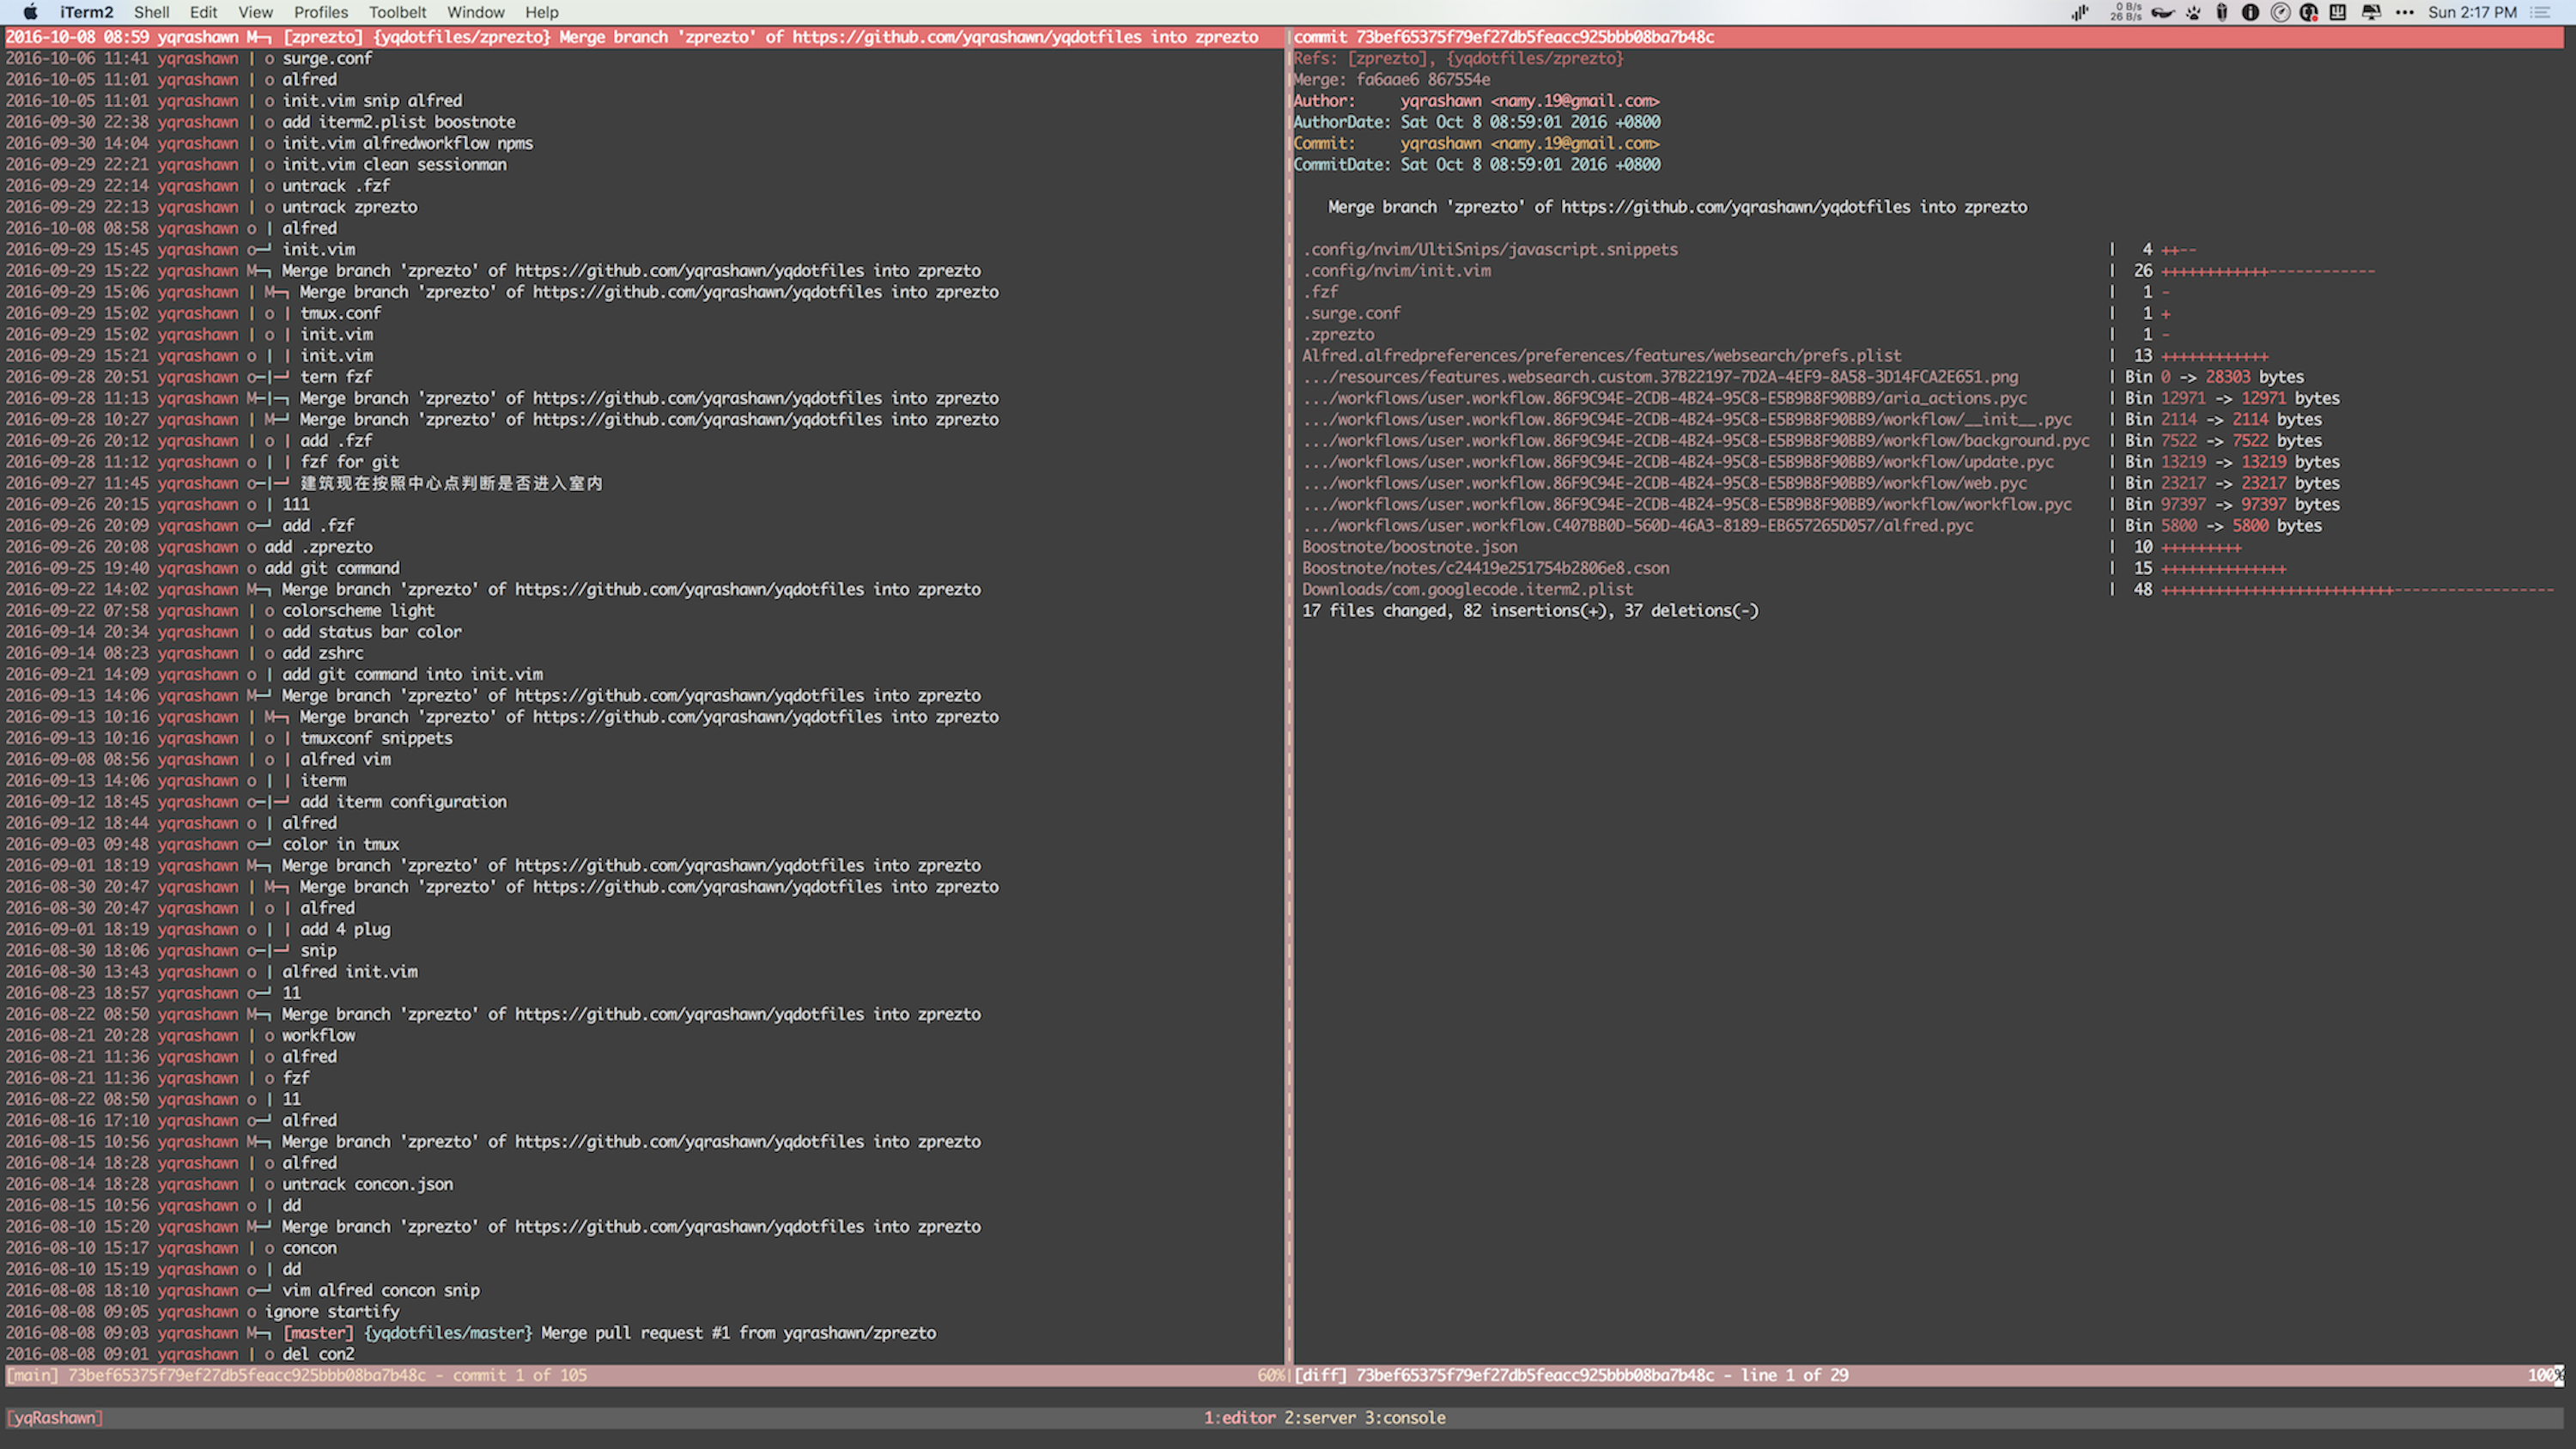 iTerm2 Shell Edit View Profiles Toolbelt Window Help 0 B/s 26 B/s Sun 2:17 PM
2016-10-08 08:59 yqrashawn M─┐ [zprezto] {yqdotfiles/zprezto} Merge branch 'zprezto' of https://github.com/yqrashawn/yqdotfiles into zprezto
2016-10-06 11:41 yqrashawn │ o surge.conf
2016-10-05 11:01 yqrashawn │ o alfred
2016-10-05 11:01 yqrashawn │ o init.vim snip alfred
2016-09-30 22:38 yqrashawn │ o add iterm2.plist boostnote
2016-09-30 14:04 yqrashawn │ o init.vim alfredworkflow npms
2016-09-29 22:21 yqrashawn │ o init.vim clean sessionman
2016-09-29 22:14 yqrashawn │ o untrack .fzf
2016-09-29 22:13 yqrashawn │ o untrack zprezto
2016-10-08 08:58 yqrashawn o │ alfred
2016-09-29 15:45 yqrashawn o─┘ init.vim
2016-09-29 15:22 yqrashawn M─┐ Merge branch 'zprezto' of https://github.com/yqrashawn/yqdotfiles into zprezto
2016-09-29 15:06 yqrashawn │ M─┐ Merge branch 'zprezto' of https://github.com/yqrashawn/yqdotfiles into zprezto
2016-09-29 15:02 yqrashawn │ o │ tmux.conf
2016-09-29 15:02 yqrashawn │ o │ init.vim
2016-09-29 15:21 yqrashawn o │ │ init.vim
2016-09-28 20:51 yqrashawn o─│─┘ tern fzf
2016-09-28 11:13 yqrashawn M─│─┐ Merge branch 'zprezto' of https://github.com/yqrashawn/yqdotfiles into zprezto
2016-09-28 10:27 yqrashawn │ M─┘ Merge branch 'zprezto' of https://github.com/yqrashawn/yqdotfiles into zprezto
2016-09-26 20:12 yqrashawn │ o │ add .fzf
2016-09-28 11:12 yqrashawn o │ │ fzf for git
2016-09-27 11:45 yqrashawn o─│─┘ 建筑现在按照中心点判断是否进入室内
2016-09-26 20:15 yqrashawn o │ 111
2016-09-26 20:09 yqrashawn o─┘ add .fzf
2016-09-26 20:08 yqrashawn o add .zprezto
2016-09-25 19:40 yqrashawn o add git command
2016-09-22 14:02 yqrashawn M─┐ Merge branch 'zprezto' of https://github.com/yqrashawn/yqdotfiles into zprezto
2016-09-22 07:58 yqrashawn │ o colorscheme light
2016-09-14 20:34 yqrashawn │ o add status bar color
2016-09-14 08:23 yqrashawn │ o add zshrc
2016-09-21 14:09 yqrashawn o │ add git command into init.vim
2016-09-13 14:06 yqrashawn M─┘ Merge branch 'zprezto' of https://github.com/yqrashawn/yqdotfiles into zprezto
2016-09-13 10:16 yqrashawn │ M─┐ Merge branch 'zprezto' of https://github.com/yqrashawn/yqdotfiles into zprezto
2016-09-13 10:16 yqrashawn │ o │ tmuxconf snippets
2016-09-08 08:56 yqrashawn │ o │ alfred vim
2016-09-13 14:06 yqrashawn o │ │ iterm
2016-09-12 18:45 yqrashawn o─│─┘ add iterm configuration
2016-09-12 18:44 yqrashawn o │ alfred
2016-09-03 09:48 yqrashawn o─┘ color in tmux
2016-09-01 18:19 yqrashawn M─┐ Merge branch 'zprezto' of https://github.com/yqrashawn/yqdotfiles into zprezto
2016-08-30 20:47 yqrashawn │ M─┐ Merge branch 'zprezto' of https://github.com/yqrashawn/yqdotfiles into zprezto
2016-08-30 20:47 yqrashawn │ o │ alfred
2016-09-01 18:19 yqrashawn o │ │ add 4 plug
2016-08-30 18:06 yqrashawn o─│─┘ snip
2016-08-30 13:43 yqrashawn o │ alfred init.vim
2016-08-23 18:57 yqrashawn o─┘ 11
2016-08-22 08:50 yqrashawn M─┐ Merge branch 'zprezto' of https://github.com/yqrashawn/yqdotfiles into zprezto
2016-08-21 20:28 yqrashawn │ o workflow
2016-08-21 11:36 yqrashawn │ o alfred
2016-08-21 11:36 yqrashawn │ o fzf
2016-08-22 08:50 yqrashawn o │ 11
2016-08-16 17:10 yqrashawn o─┘ alfred
2016-08-15 10:56 yqrashawn M─┐ Merge branch 'zprezto' of https://github.com/yqrashawn/yqdotfiles into zprezto
2016-08-14 18:28 yqrashawn │ o alfred
2016-08-14 18:28 yqrashawn │ o untrack concon.json
2016-08-15 10:56 yqrashawn o │ dd
2016-08-10 15:20 yqrashawn M─┘ Merge branch 'zprezto' of https://github.com/yqrashawn/yqdotfiles into zprezto
2016-08-10 15:17 yqrashawn │ o concon
2016-08-10 15:19 yqrashawn o │ dd
2016-08-08 18:10 yqrashawn o─┘ vim alfred concon snip
2016-08-08 09:05 yqrashawn o ignore startify
2016-08-08 09:03 yqrashawn M─┐ [master] {yqdotfiles/master} Merge pull request #1 from yqrashawn/zprezto
2016-08-08 09:01 yqrashawn │ o del con2
[main] 73bef65375f79ef27db5feacc925bbb08ba7b48c - commit 1 of 105 60%
commit 73bef65375f79ef27db5feacc925bbb08ba7b48c
Refs: [zprezto], {yqdotfiles/zprezto}
Merge: fa6aae6 867554e
Author: yqrashawn <namy.19@gmail.com>
AuthorDate: Sat Oct 8 08:59:01 2016 +0800
Commit: yqrashawn <namy.19@gmail.com>
CommitDate: Sat Oct 8 08:59:01 2016 +0800
Merge branch 'zprezto' of https://github.com/yqrashawn/yqdotfiles into zprezto
.config/nvim/UltiSnips/javascript.snippets | 4 ++--
.config/nvim/init.vim | 26 ++++++++++++------------
.fzf | 1 -
.surge.conf | 1 +
.zprezto | 1 -
Alfred.alfredpreferences/preferences/features/websearch/prefs.plist | 13 ++++++++++++
.../resources/features.websearch.custom.37B22197-7D2A-4EF9-8A58-3D14FCA2E651.png | Bin 0 -> 28303 bytes
.../workflows/user.workflow.86F9C94E-2CDB-4B24-95C8-E5B9B8F90BB9/aria_actions.pyc | Bin 12971 -> 12971 bytes
.../workflows/user.workflow.86F9C94E-2CDB-4B24-95C8-E5B9B8F90BB9/workflow/__init__.pyc | Bin 2114 -> 2114 bytes
.../workflows/user.workflow.86F9C94E-2CDB-4B24-95C8-E5B9B8F90BB9/workflow/background.pyc | Bin 7522 -> 7522 bytes
.../workflows/user.workflow.86F9C94E-2CDB-4B24-95C8-E5B9B8F90BB9/workflow/update.pyc | Bin 13219 -> 13219 bytes
.../workflows/user.workflow.86F9C94E-2CDB-4B24-95C8-E5B9B8F90BB9/workflow/web.pyc | Bin 23217 -> 23217 bytes
.../workflows/user.workflow.86F9C94E-2CDB-4B24-95C8-E5B9B8F90BB9/workflow/workflow.pyc | Bin 97397 -> 97397 bytes
.../workflows/user.workflow.C407BB0D-560D-46A3-8189-EB657265D057/alfred.pyc | Bin 5800 -> 5800 bytes
Boostnote/boostnote.json | 10 +++++++++
Boostnote/notes/c24419e251754b2806e8.cson | 15 ++++++++++++++
Downloads/com.googlecode.iterm2.plist | 48 ++++++++++++++++++++++++++------------------
17 files changed, 82 insertions(+), 37 deletions(-)
[diff] 73bef65375f79ef27db5feacc925bbb08ba7b48c - line 1 of 29 100%
[yqRashawn] 1:editor 2:server 3:console